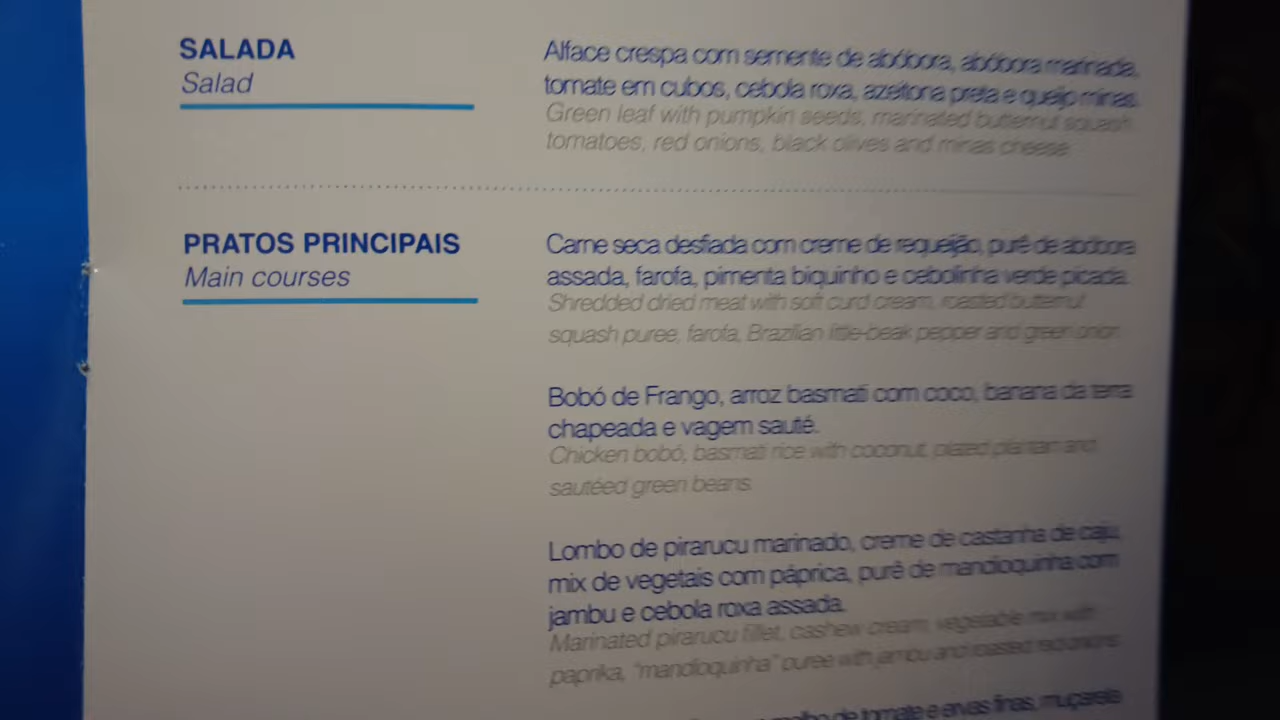 SALADA
Salad
Alface crespa com semente de abóbora, abóbora marinada,
tomate em cubos, cebola roxa, azeitona preta e queijo minas.
Green leaf with pumpkin seeds, marinated butternut squash
tomatoes, red onions, black olives and minas cheese.
PRATOS PRINCIPAIS
Main courses
Carne seca desfiada com creme de requeijão, purê de abóbora
assada, farofa, pimenta biquinho e cebolinha verde picada.
Shredded dried meat with soft curd cream, roasted butternut
squash puree, farofa, Brazilian little-beak pepper and green onion.
Bobó de Frango, arroz basmati com coco, banana da terra
chapeada e vagem sauté.
Chicken bobó, basmati rice with coconut, plated plantain and
sautéed green beans.
Lombo de pirarucu marinado, creme de castanha de caju,
mix de vegetais com páprica, purê de mandioquinha com
jambu e cebola roxa assada.
Marinated pirarucu fillet, cashew cream, vegetable mix with
paprika, "mandioquinha" puree with jambu and roasted red onions.
molho de tomate e ervas finas, muçarela